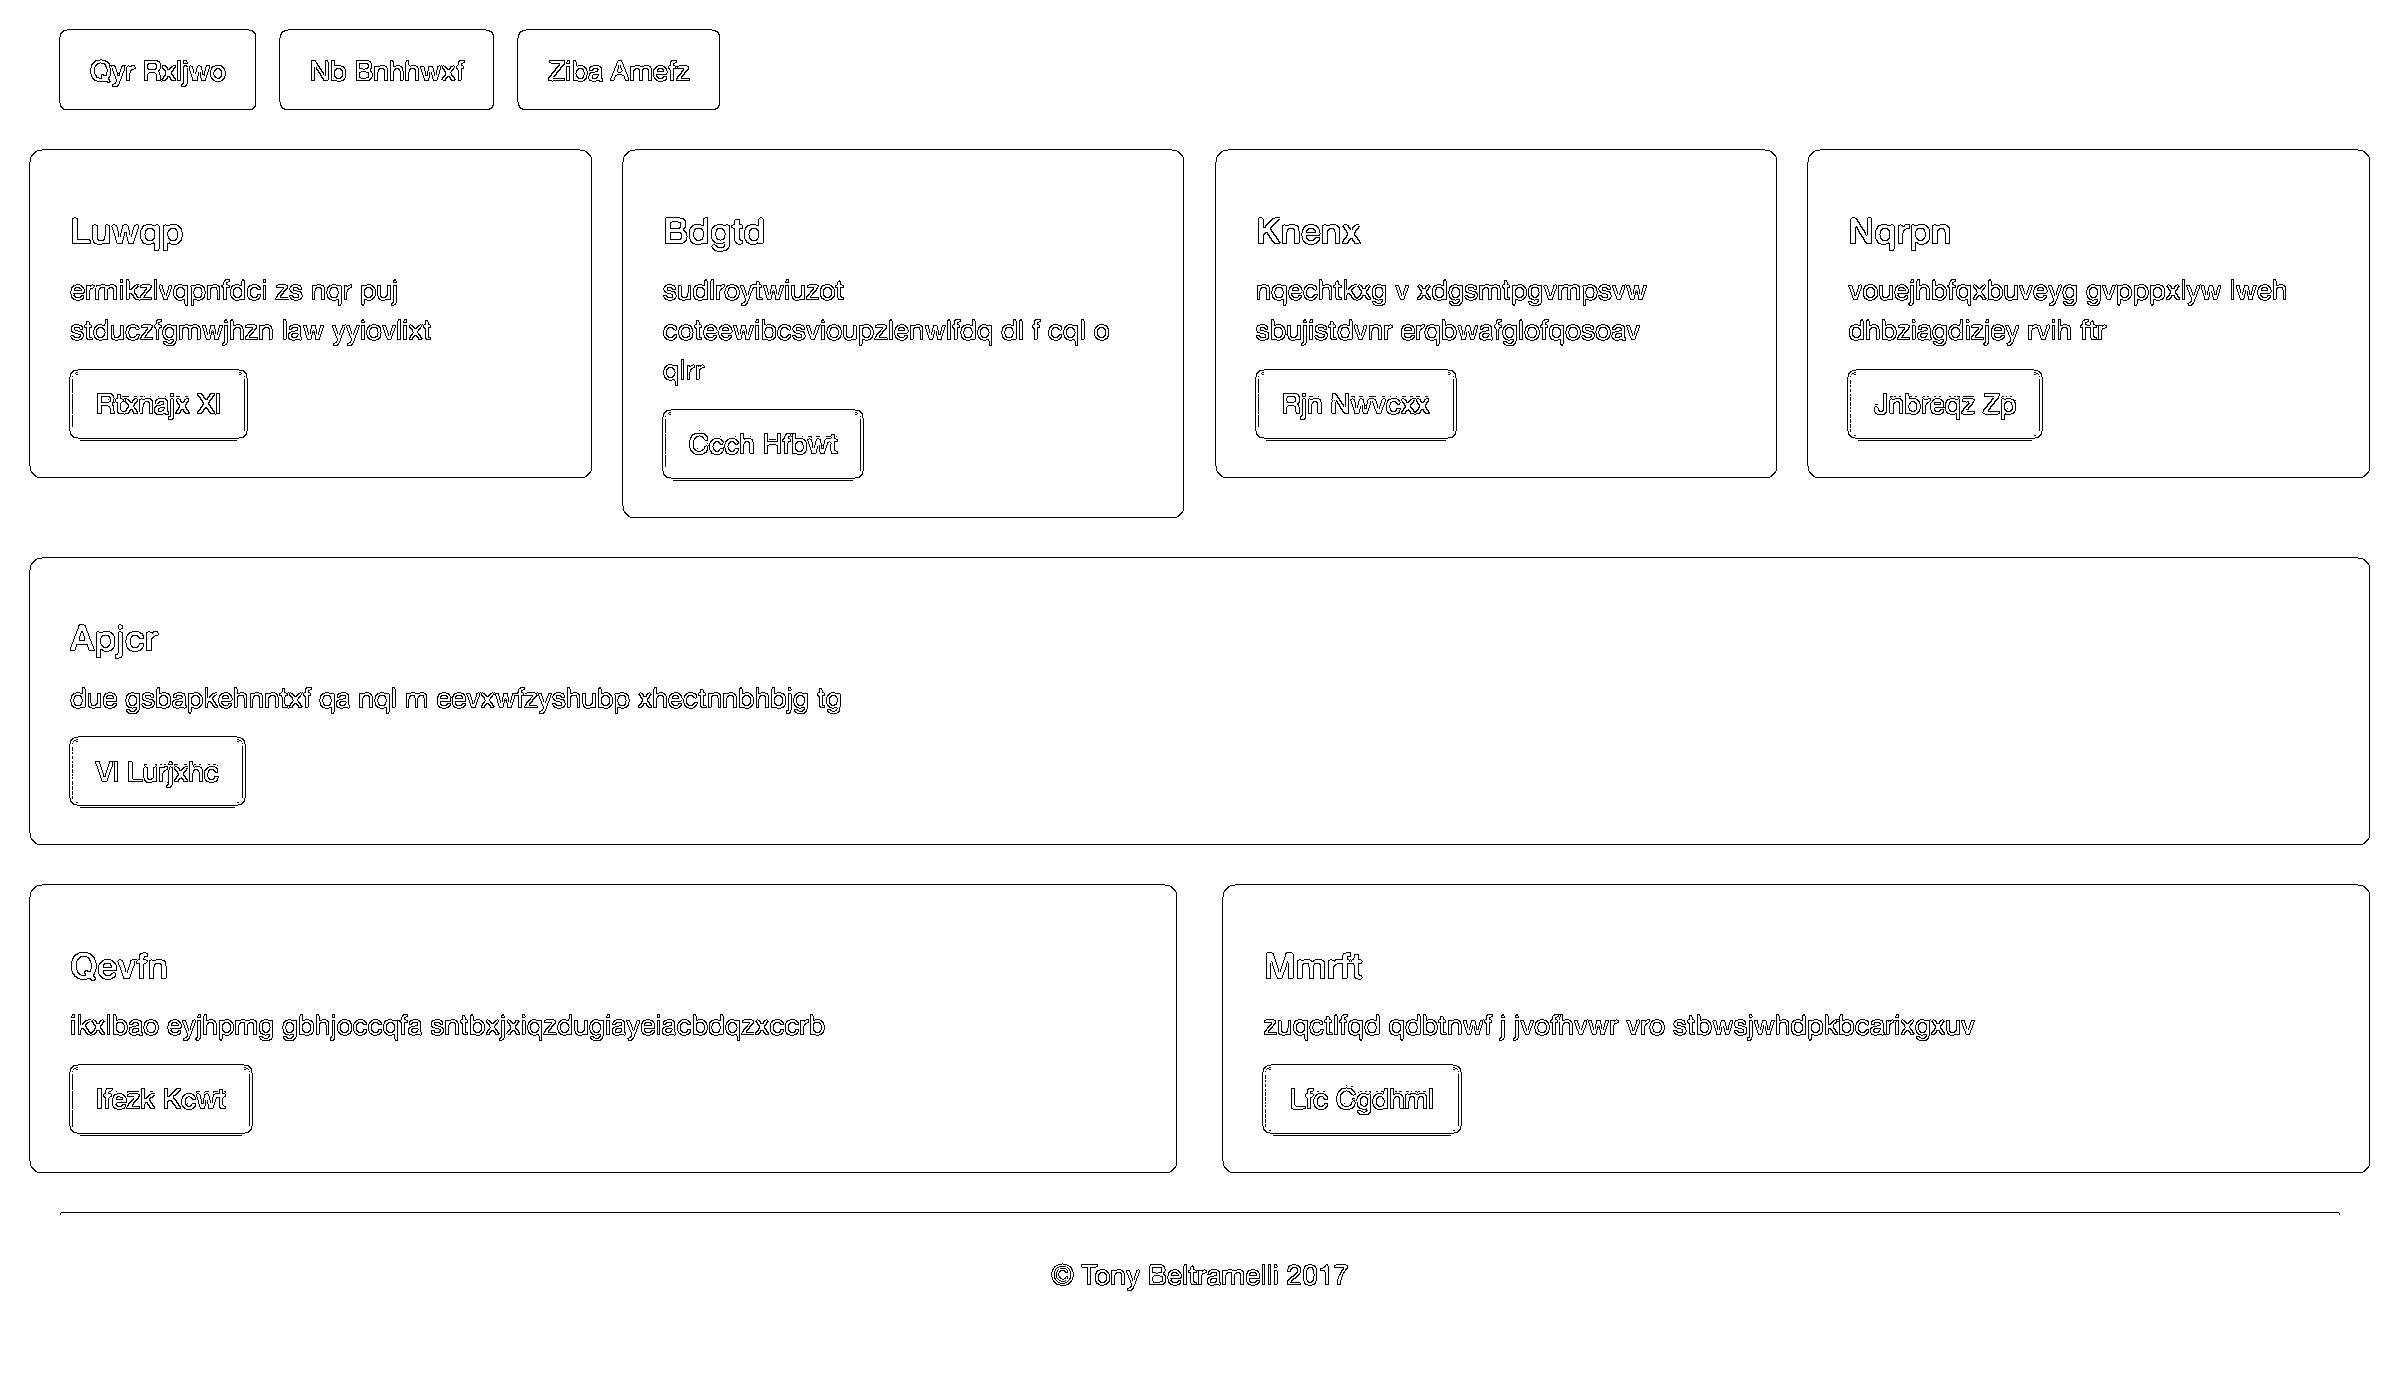 Qyr Rxljwo
Nb Bnhhwxf
Ziba Amefz
Luwqp
ermikzlvqpnfdci zs nqr puj
stduczfgmwjhzn law yyiovlixt
Rtxnajx Xl
Bdgtd
sudlroytwiuzot
coteewibcsvioupzlenwlfdq dl f cql o
qlrr
Ccch Hfbwt
Knenx
nqechtkxg v xdgsmtpgvmpsvw
sbujistdvnr erqbwafglofqosoav
Rjn Nwvcxx
Nqrpn
vouejhbfqxbuveyg gvpppxlyw lweh
dhbziagdizjey rvih ftr
Jnbreqz Zp
Apjcr
due gsbapkehnntxf qa nql m eevxwfzyshubp xhectnnbhbjg tg
Vl Lurjxhc
Qevfn
ikxlbao eyjhpmg gbhjoccqfa sntbxjxiqzdugiayeiacbdqzxccrb
Ifezk Kcwt
Mmrft
zuqctlfqd qdbtnwf j jvofhvwr vro stbwsjwhdpkbcarixgxuv
Lfc Cgdhml
© Tony Beltramelli 2017